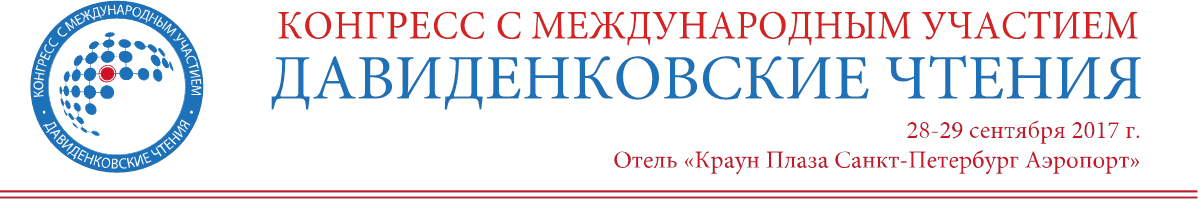 КОНГРЕСС С МЕЖДУНАРОДНЫМ УЧАСТИЕМ
• ДАВИДЕНКОВСКИЕ ЧТЕНИЯ •
КОНГРЕСС С МЕЖДУНАРОДНЫМ УЧАСТИЕМ
ДАВИДЕНКОВСКИЕ ЧТЕНИЯ
28-29 сентября 2017 г.
Отель «Краун Плаза Санкт-Петербург Аэропорт»